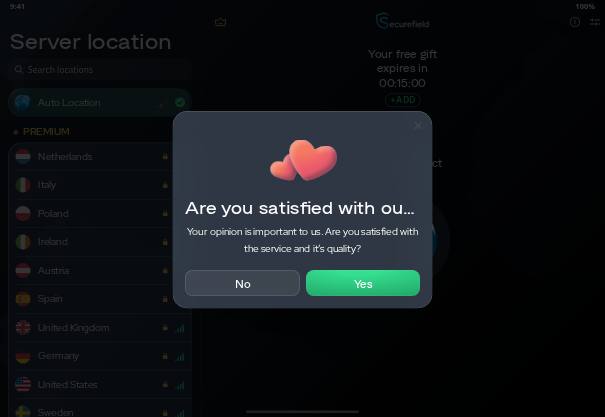 9:41
100%
Securefield
Server location
Search locations
Auto Location
PREMIUM
Netherlands
Italy
Poland
Ireland
Austria
Spain
United Kingdom
Germany
United States
Sweden
Your free gift
expires in
00:15:00
+ADD
Are you satisfied with ou...
Your opinion is important to us. Are you satisfied with
the service and it's quality?
No
Yes